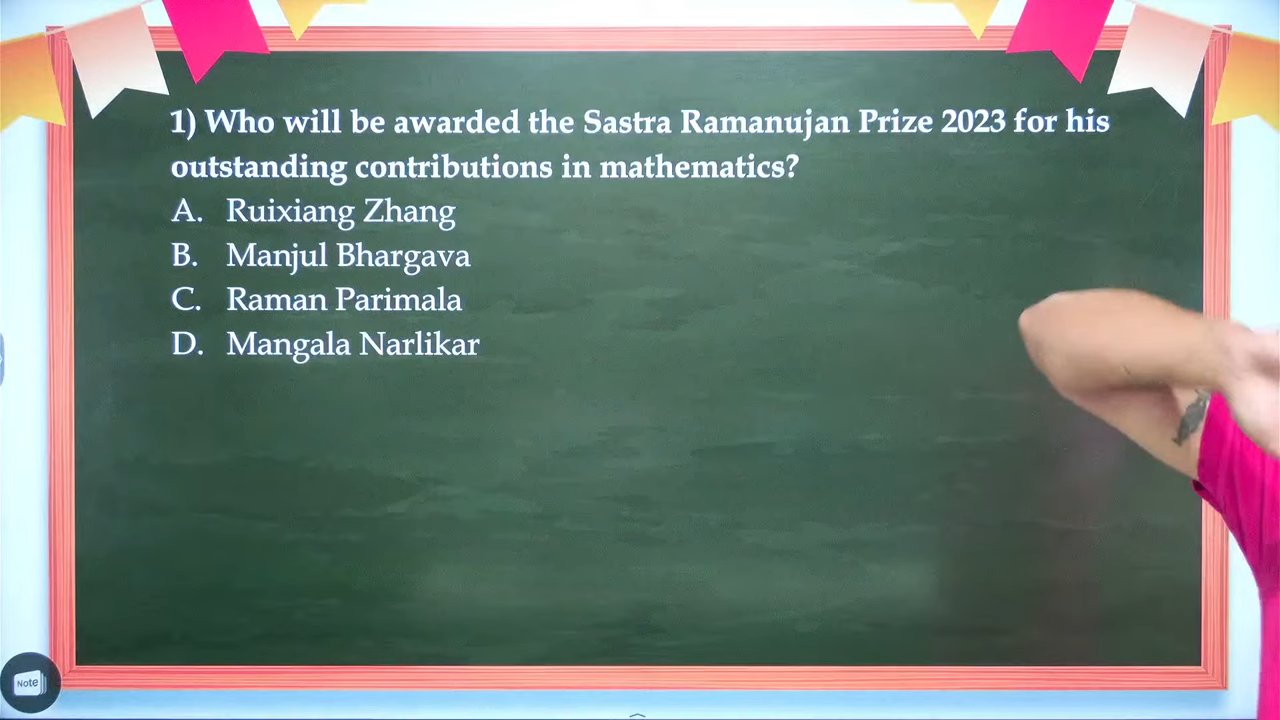 1) Who will be awarded the Sastra Ramanujan Prize 2023 for his
outstanding contributions in mathematics?
A. Ruixiang Zhang
B. Manjul Bhargava
C. Raman Parimala
D. Mangala Narlikar
Note